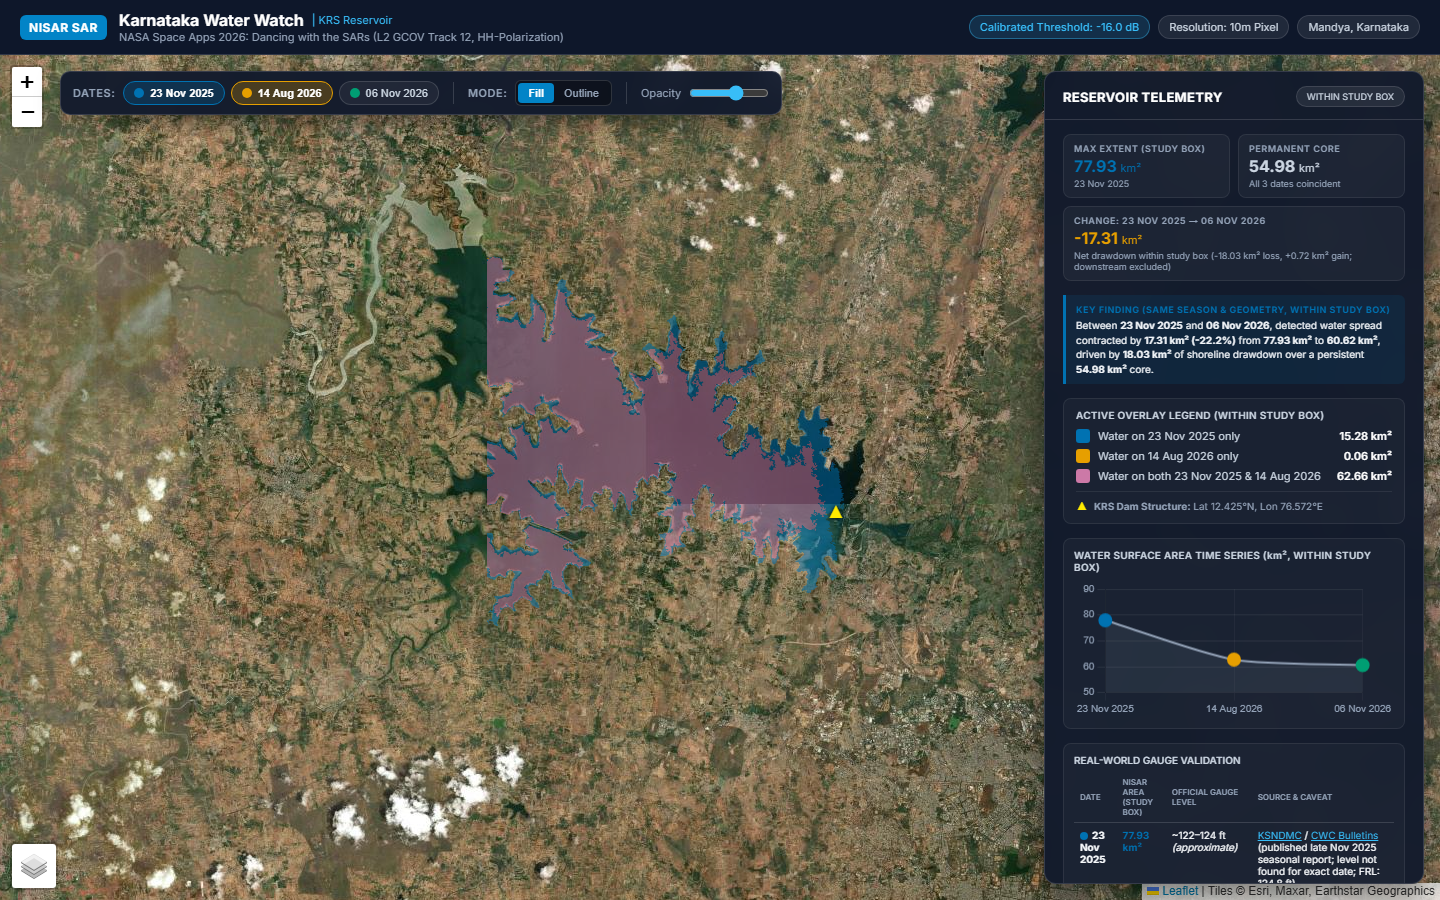 NISAR SAR
Karnataka Water Watch | KRS Reservoir
NASA Space Apps 2026: Dancing with the SARs (L2 GCOV Track 12, HH-Polarization)
Calibrated Threshold: -16.0 dB
Resolution: 10m Pixel
Mandya, Karnataka
+
−
DATES: 23 Nov 2025 14 Aug 2026 06 Nov 2026 MODE: Fill Outline Opacity
RESERVOIR TELEMETRY
WITHIN STUDY BOX
MAX EXTENT (STUDY BOX)
77.93 km²
23 Nov 2025
PERMANENT CORE
54.98 km²
All 3 dates coincident
CHANGE: 23 NOV 2025 → 06 NOV 2026
-17.31 km²
Net drawdown within study box (-18.03 km² loss, +0.72 km² gain;
downstream excluded)
KEY FINDING (SAME SEASON & GEOMETRY, WITHIN STUDY BOX)
Between 23 Nov 2025 and 06 Nov 2026, detected water spread
contracted by 17.31 km² (−22.2%) from 77.93 km² to 60.62 km²,
driven by 18.03 km² of shoreline drawdown over a persistent
54.98 km² core.
ACTIVE OVERLAY LEGEND (WITHIN STUDY BOX)
Water on 23 Nov 2025 only 15.28 km²
Water on 14 Aug 2026 only 0.06 km²
Water on both 23 Nov 2025 & 14 Aug 2026 62.66 km²
KRS Dam Structure: Lat 12.425°N, Lon 76.572°E
WATER SURFACE AREA TIME SERIES (km², WITHIN STUDY
BOX)
90
80
70
60
50
23 Nov 2025 14 Aug 2026 06 Nov 2026
REAL-WORLD GAUGE VALIDATION
DATE
NISAR
AREA
(STUDY
BOX)
OFFICIAL GAUGE
LEVEL
SOURCE & CAVEAT
23
Nov
2025
77.93
km²
~122–124 ft
(approximate)
KSNDMC / CWC Bulletins
(published late Nov 2025
seasonal report; level not
found for exact date; FRL:
124.8 ft)
Leaflet | Tiles © Esri, Maxar, Earthstar Geographics